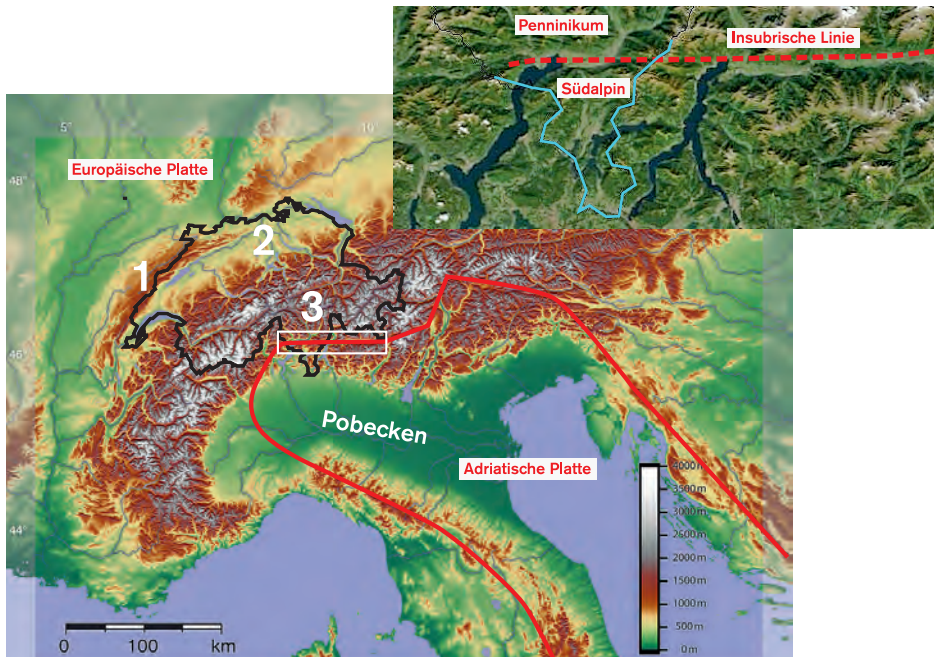 Penninikum
Insubrische Linie
Südalpin
5°
10
Europäische Platte
48°
2
1
3
46
Pobecken
Adriatische Platte
4000 m
3500 m
3000 m
2500 m
2000 m
1500 m
1000 m
500 m
0 m
44
0 100 km